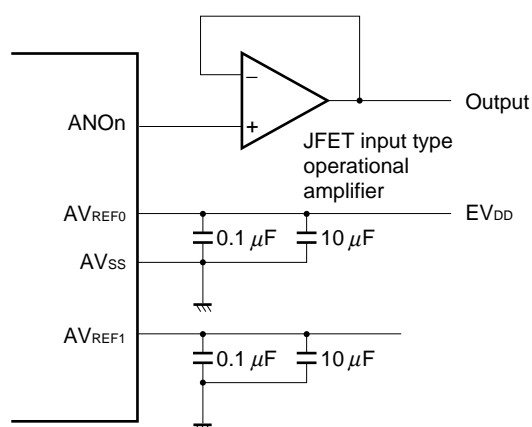 ANOn
−
+
Output
JFET input type
operational
amplifier
AVREF0
EVDD
0.1 μF
10 μF
AVSS
AVREF1
0.1 μF
10 μF